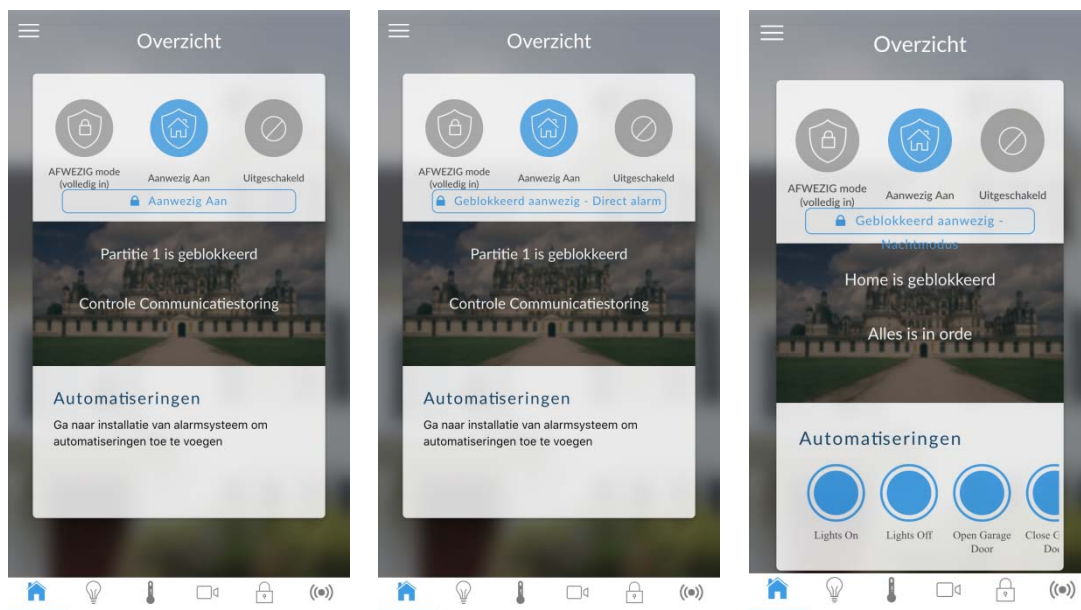 Overzicht
AFWEZIG mode
(volledig in)
Aanwezig Aan
Uitgeschakeld
Aanwezig Aan
Partitie 1 is geblokkeerd
Controle Communicatiestoring
Automatiseringen
Ga naar installatie van alarmsysteem om
automatiseringen toe te voegen
Overzicht
AFWEZIG mode
(volledig in)
Aanwezig Aan
Uitgeschakeld
Geblokkeerd aanwezig - Direct alarm
Partitie 1 is geblokkeerd
Controle Communicatiestoring
Automatiseringen
Ga naar installatie van alarmsysteem om
automatiseringen toe te voegen
Overzicht
AFWEZIG mode
(volledig in)
Aanwezig Aan
Uitgeschakeld
Geblokkeerd aanwezig -
Nachtmodus
Home is geblokkeerd
Alles is in orde
Automatiseringen
Lights On
Lights Off
Open Garage
Door
Close G
Doo